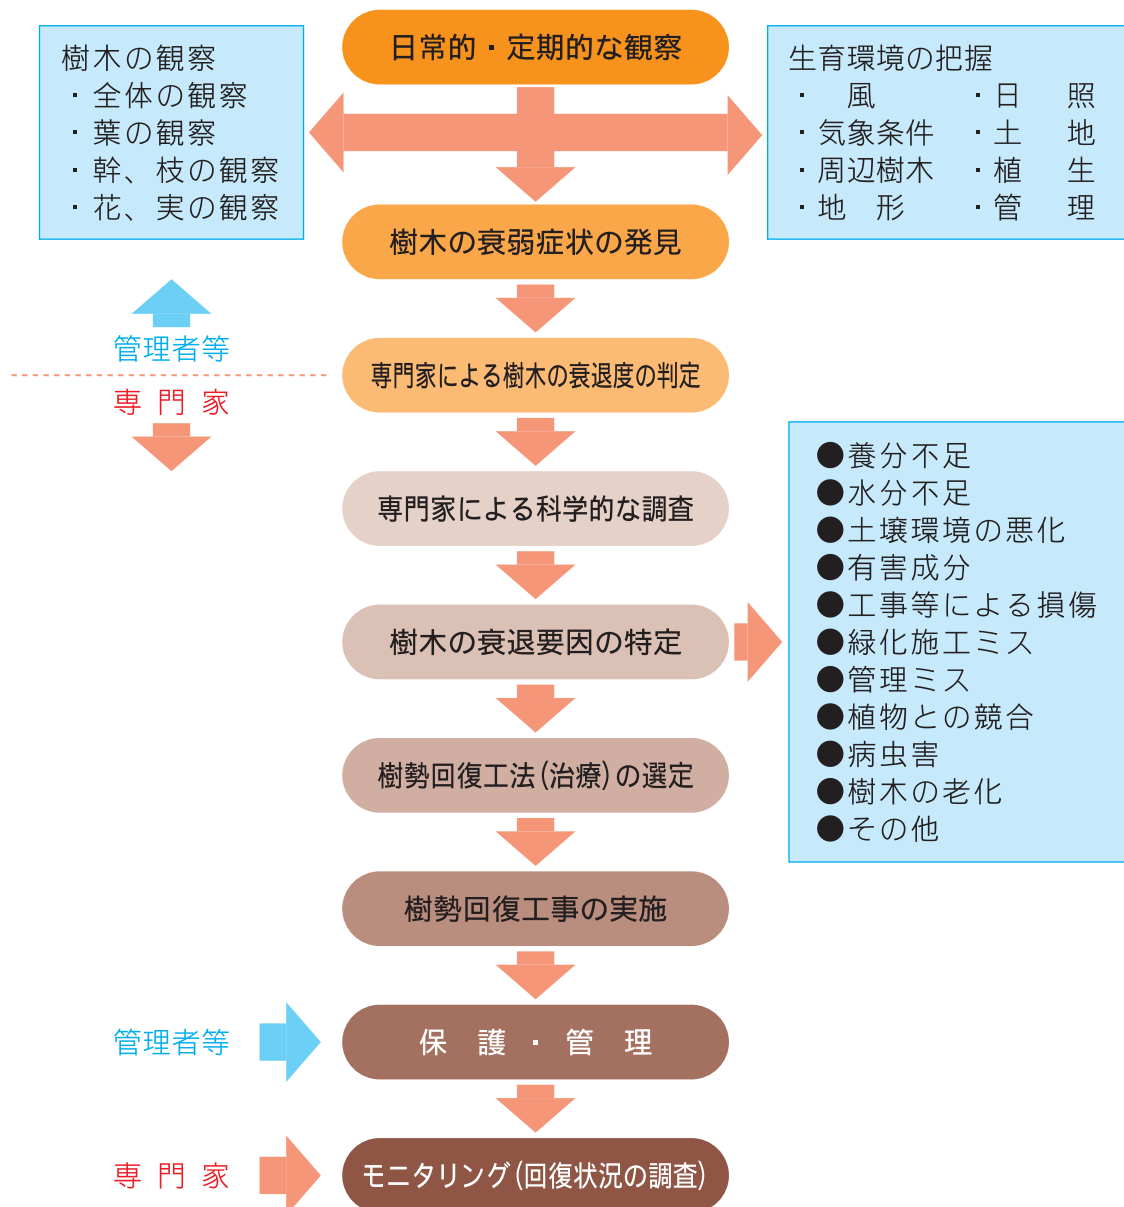 日常的・定期的な観察
樹木の観察
・全体の観察
・葉の観察
・幹、枝の観察
・花、実の観察
生育環境の把握
・　風　　・日　照
・気象条件　・土　地
・周辺樹木　・植　生
・地　形　　・管　理
樹木の衰弱症状の発見
管理者等
専 門 家
専門家による樹木の衰退度の判定
専門家による科学的な調査
樹木の衰退要因の特定
●養分不足
●水分不足
●土壌環境の悪化
●有害成分
●工事等による損傷
●緑化施工ミス
●管理ミス
●植物との競合
●病虫害
●樹木の老化
●その他
樹勢回復工法(治療)の選定
樹勢回復工事の実施
管理者等
保　護　・　管　理
専 門 家
モニタリング(回復状況の調査)